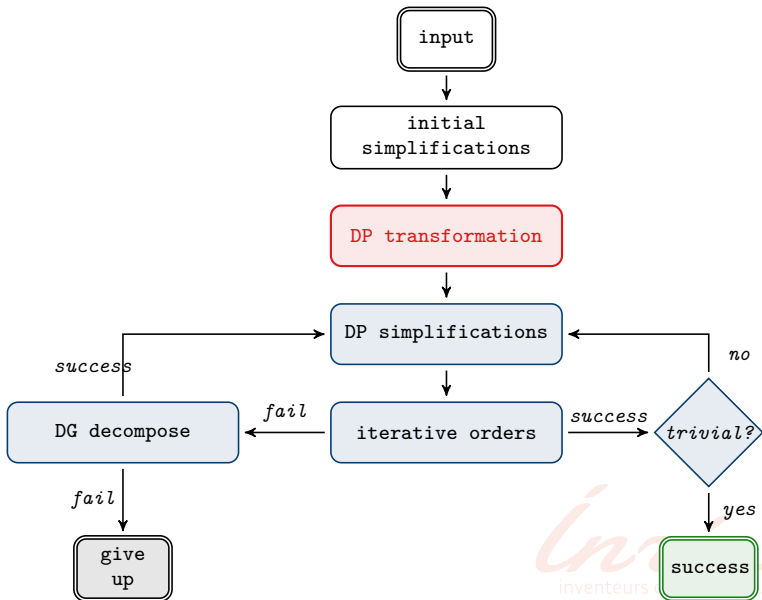 input
initial
simplifications
DP transformation
DP simplifications
success
no
DG decompose
fail
iterative orders
success
trivial?
fail
yes
give
up
success
inventeurs